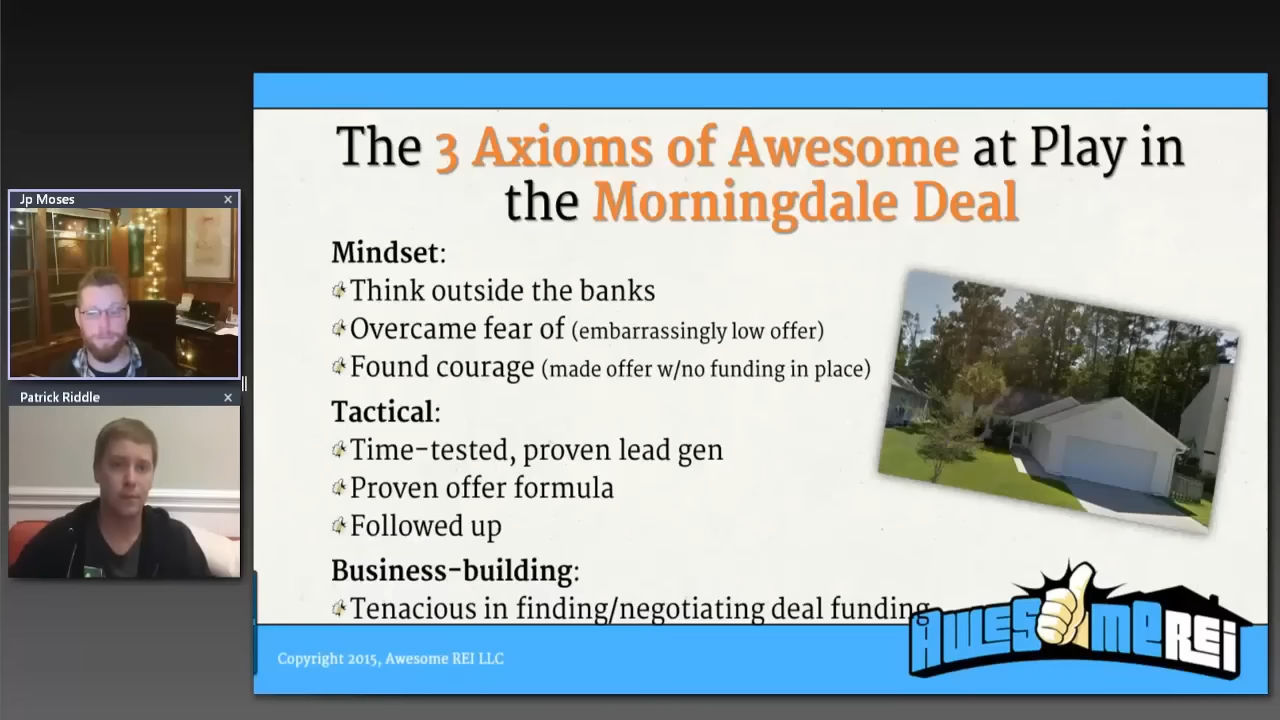 Jp Moses
Patrick Riddle
The 3 Axioms of Awesome at Play in
the Morningdale Deal
Mindset:
Think outside the banks
Overcame fear of (embarrassingly low offer)
Found courage (made offer w/no funding in place)
Tactical:
Time-tested, proven lead gen
Proven offer formula
Followed up
Business-building:
Tenacious in finding/negotiating deal funding
Copyright 2015, Awesome REI LLC
AWESOME REI